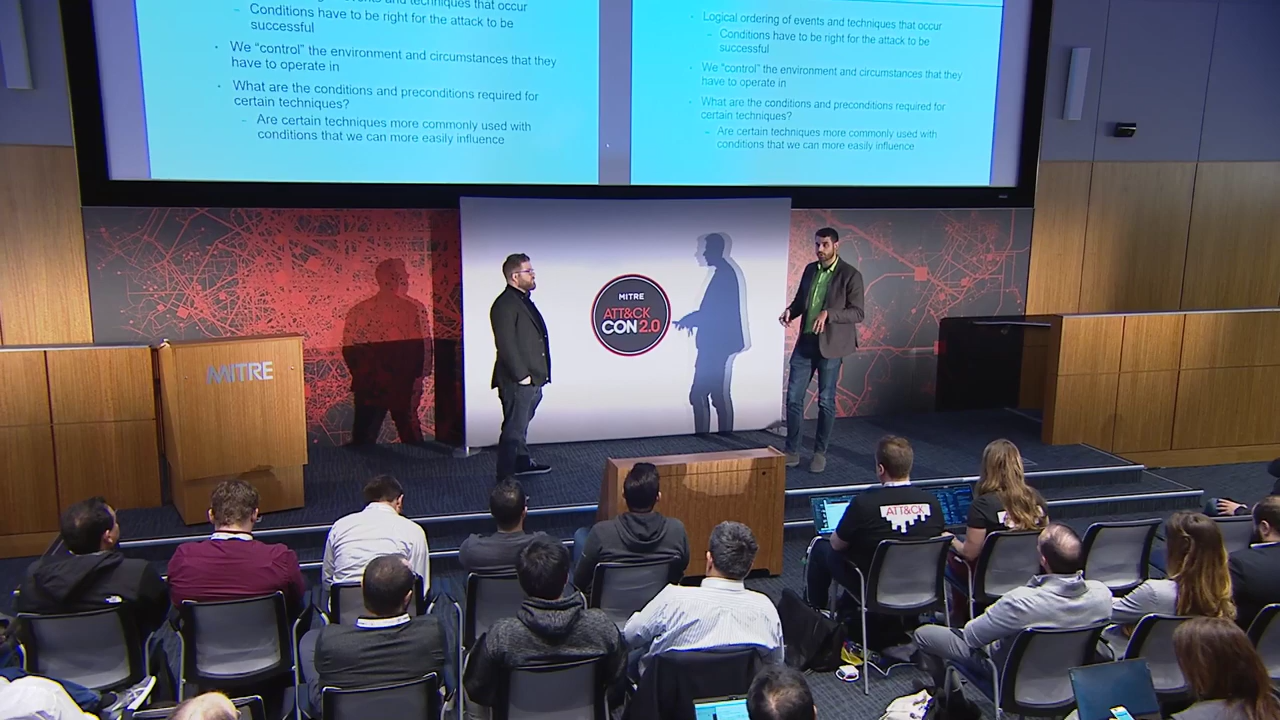 events and techniques that occur
Conditions have to be right for the attack to be
successful
We “control” the environment and circumstances that they
have to operate in
What are the conditions and preconditions required for
certain techniques?
Are certain techniques more commonly used with
conditions that we can more easily influence
Logical ordering of events and techniques that occur
Conditions have to be right for the attack to be
successful
We “control” the environment and circumstances that they
have to operate in
What are the conditions and preconditions required for
certain techniques?
Are certain techniques more commonly used with
conditions that we can more easily influence
MITRE
ATT&CK
CON 2.0
MITRE
ATT&CK